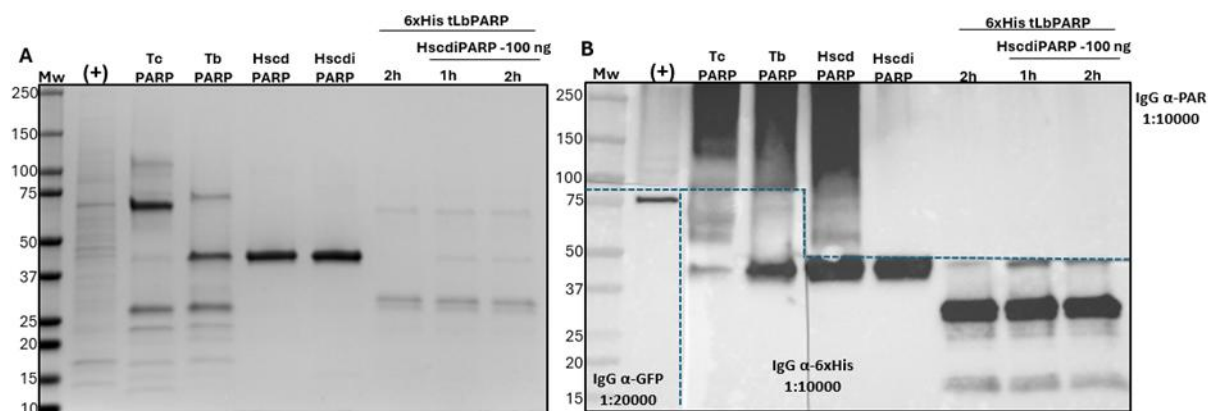 6xHis tLbPARP
A
HscdiPARP -100 ng
Mw
(+)
Tc
PARP
Tb
PARP
Hscd
PARP
Hscdi
PARP
2h
1h
2h
250
150
100
75
50
37
25
20
15
10
6xHis tLbPARP
B
HscdiPARP -100 ng
Mw
(+)
Tc
PARP
Tb
PARP
Hscd
PARP
Hscdi
PARP
2h
1h
2h
250
150
100
75
50
37
25
20
15
IgG α-PAR
1:10000
IgG α-6xHis
1:10000
IgG α-GFP
1:20000